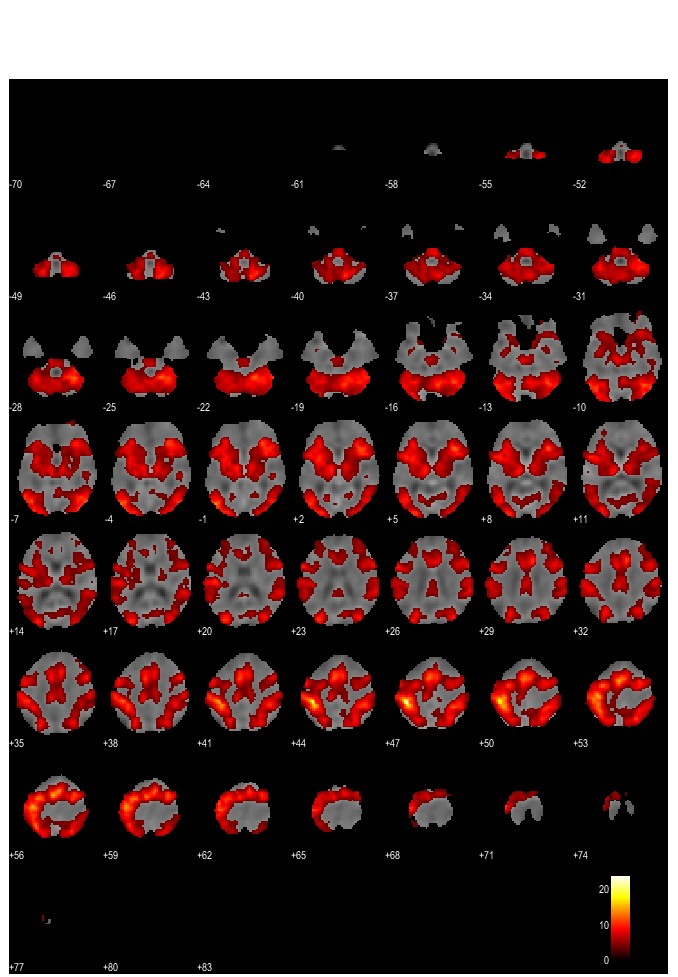 -70 -67 -64 -61 -58 -55 -52
-49 -46 -43 -40 -37 -34 -31
-28 -25 -22 -19 -16 -13 -10
-7 -4 -1 +2 +5 +8 +11
+14 +17 +20 +23 +26 +29 +32
+35 +38 +41 +44 +47 +50 +53
+56 +59 +62 +65 +68 +71 +74
20
10
0
+77 +80 +83